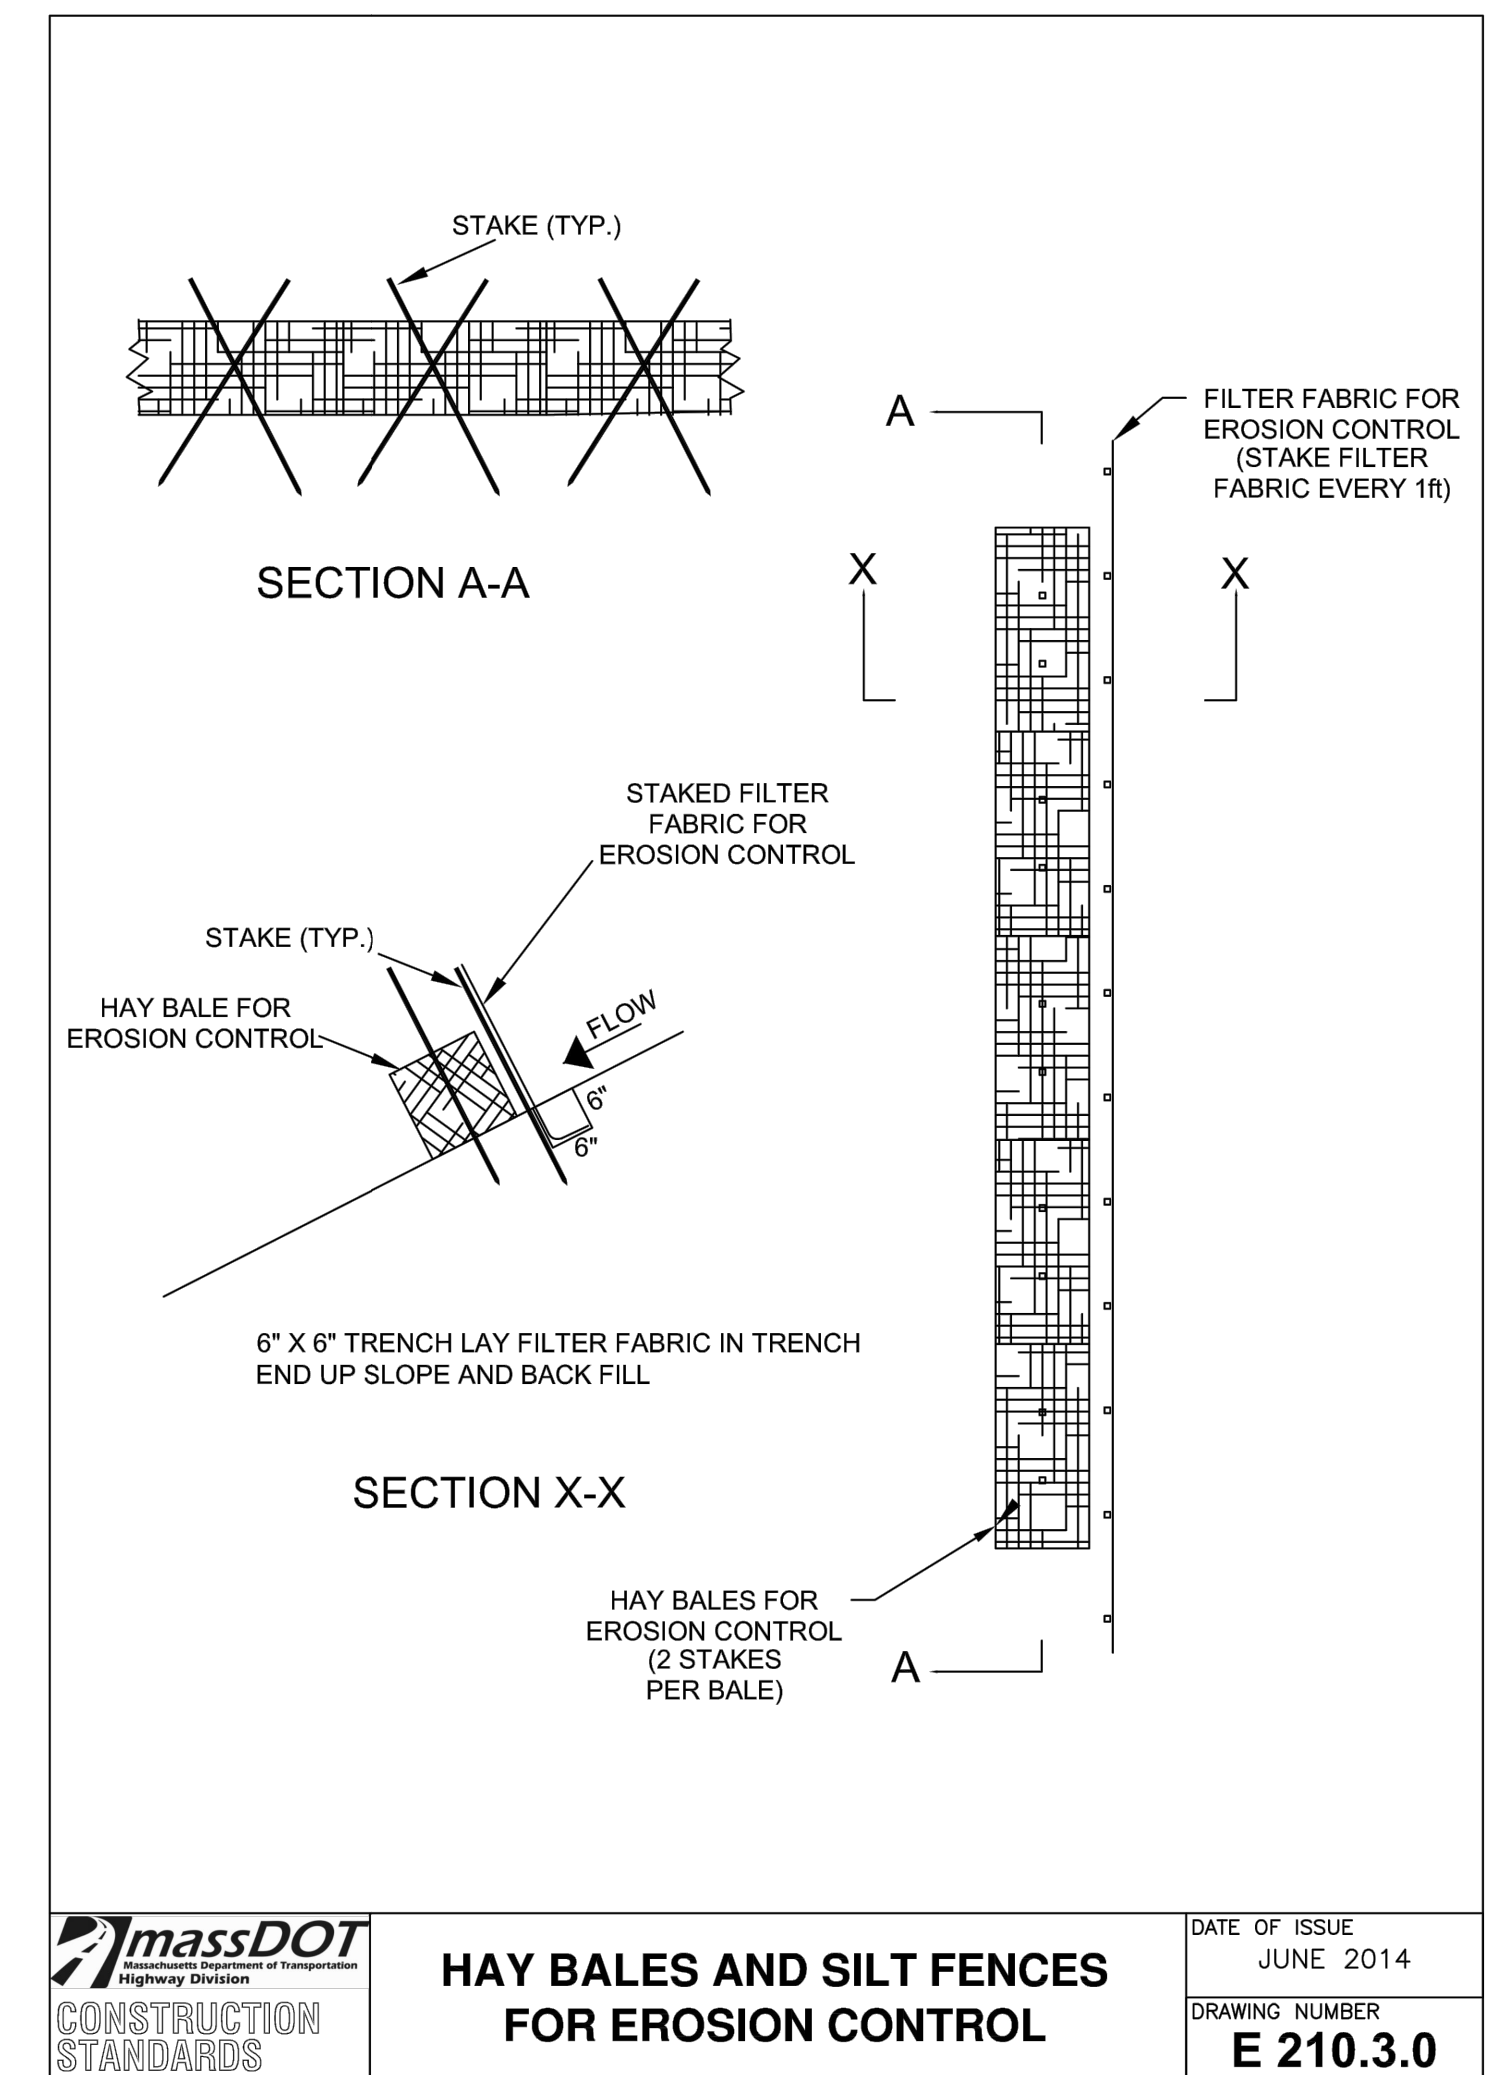 STAKE (TYP.)
SECTION A-A
A
FILTER FABRIC FOR
EROSION CONTROL
(STAKE FILTER
FABRIC EVERY 1ft)
X
X
STAKED FILTER
FABRIC FOR
EROSION CONTROL
STAKE (TYP.)
HAY BALE FOR
EROSION CONTROL
FLOW
6"
6"
6" X 6" TRENCH LAY FILTER FABRIC IN TRENCH
END UP SLOPE AND BACK FILL
SECTION X-X
HAY BALES FOR
EROSION CONTROL
(2 STAKES
PER BALE)
A
massDOT
Massachusetts Department of Transportation
Highway Division
CONSTRUCTION
STANDARDS
HAY BALES AND SILT FENCES
FOR EROSION CONTROL
DATE OF ISSUE
JUNE 2014
DRAWING NUMBER
E 210.3.0